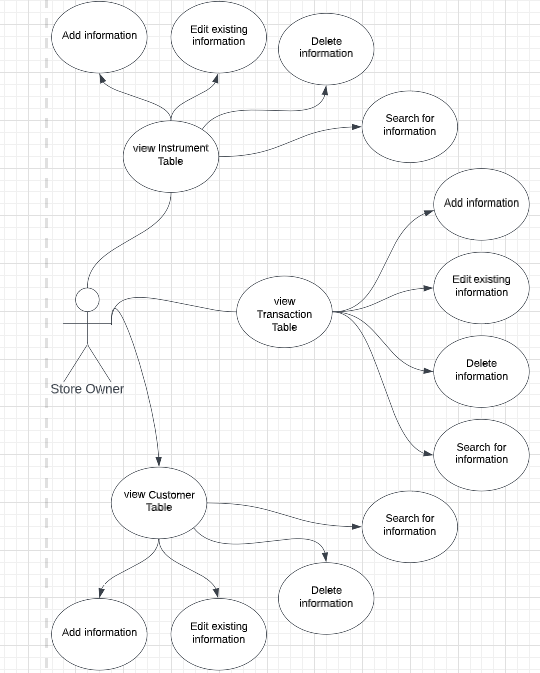 Add information
Edit existing
information
Delete
information
Search for
information
view Instrument
Table
Add information
Edit existing
information
view
Transaction
Table
Delete
information
Store Owner
Search for
information
view Customer
Table
Search for
information
Delete
information
Add information
Edit existing
information